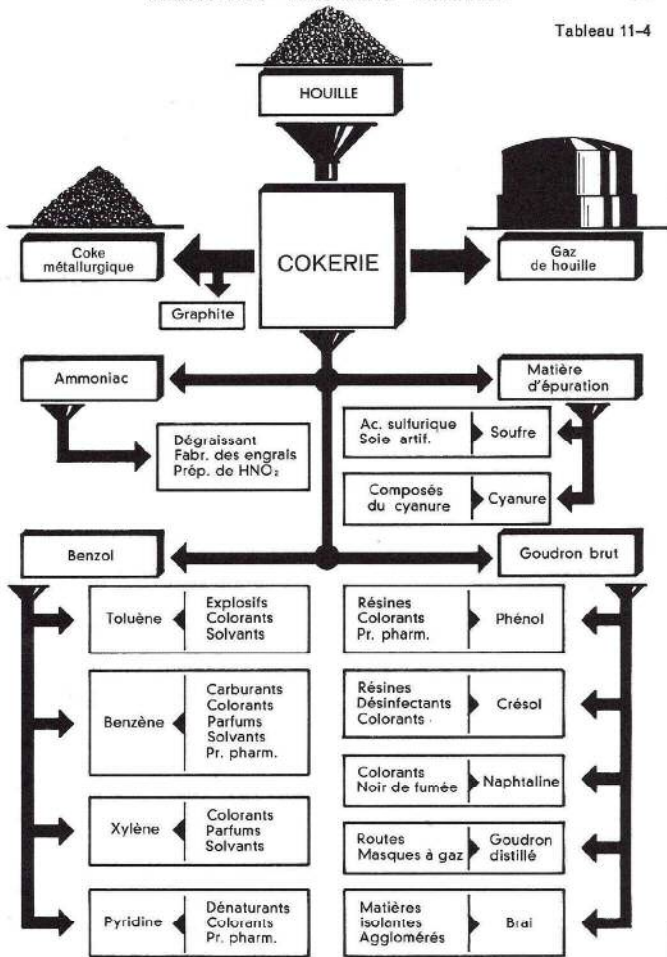 Tableau 11-4
HOUILLE
Coke
métallurgique
COKERIE
Gaz
de houille
Graphite
Ammoniac
Matière
d'épuration
Dégraissant
Fabr. des engrais
Prép. de HNO₂
Ac. sulfurique
Soie artif.
Soufre
Composés
du cyanure
Cyanure
Benzol
Goudron brut
Toluène
Explosifs
Colorants
Solvants
Résines
Colorants
Pr. pharm.
Phénol
Benzène
Carburants
Colorants
Parfums
Solvants
Pr. pharm.
Résines
Désinfectants
Colorants
Crésol
Colorants
Noir de fumée
Naphtaline
Xylène
Colorants
Parfums
Solvants
Routes
Masques à gaz
Goudron
distillé
Pyridine
Dénaturants
Colorants
Pr. pharm.
Matières
isolantes
Agglomérés
Brai